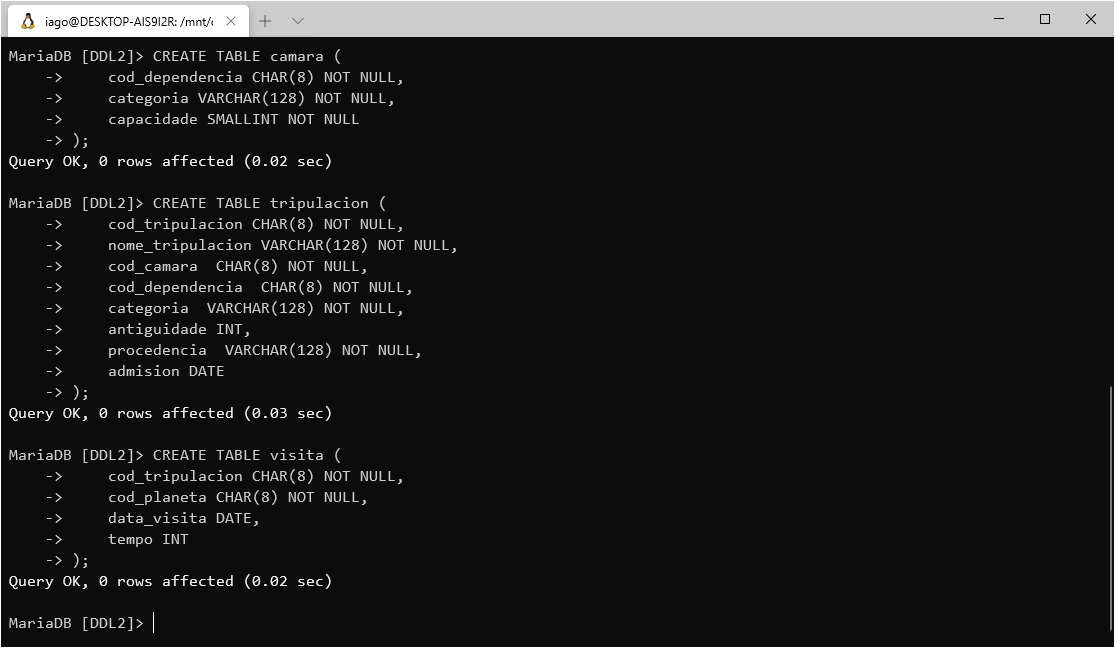 iago@DESKTOP-AIS9I2R: /mnt/
MariaDB [DDL2]> CREATE TABLE camara (
    ->     cod_dependencia CHAR(8) NOT NULL,
    ->     categoria VARCHAR(128) NOT NULL,
    ->     capacidade SMALLINT NOT NULL
    -> );
Query OK, 0 rows affected (0.02 sec)

MariaDB [DDL2]> CREATE TABLE tripulacion (
    ->     cod_tripulacion CHAR(8) NOT NULL,
    ->     nome_tripulacion VARCHAR(128) NOT NULL,
    ->     cod_camara  CHAR(8) NOT NULL,
    ->     cod_dependencia  CHAR(8) NOT NULL,
    ->     categoria  VARCHAR(128) NOT NULL,
    ->     antiguidade INT,
    ->     procedencia  VARCHAR(128) NOT NULL,
    ->     admision DATE
    -> );
Query OK, 0 rows affected (0.03 sec)

MariaDB [DDL2]> CREATE TABLE visita (
    ->     cod_tripulacion CHAR(8) NOT NULL,
    ->     cod_planeta CHAR(8) NOT NULL,
    ->     data_visita DATE,
    ->     tempo INT
    -> );
Query OK, 0 rows affected (0.02 sec)

MariaDB [DDL2]>